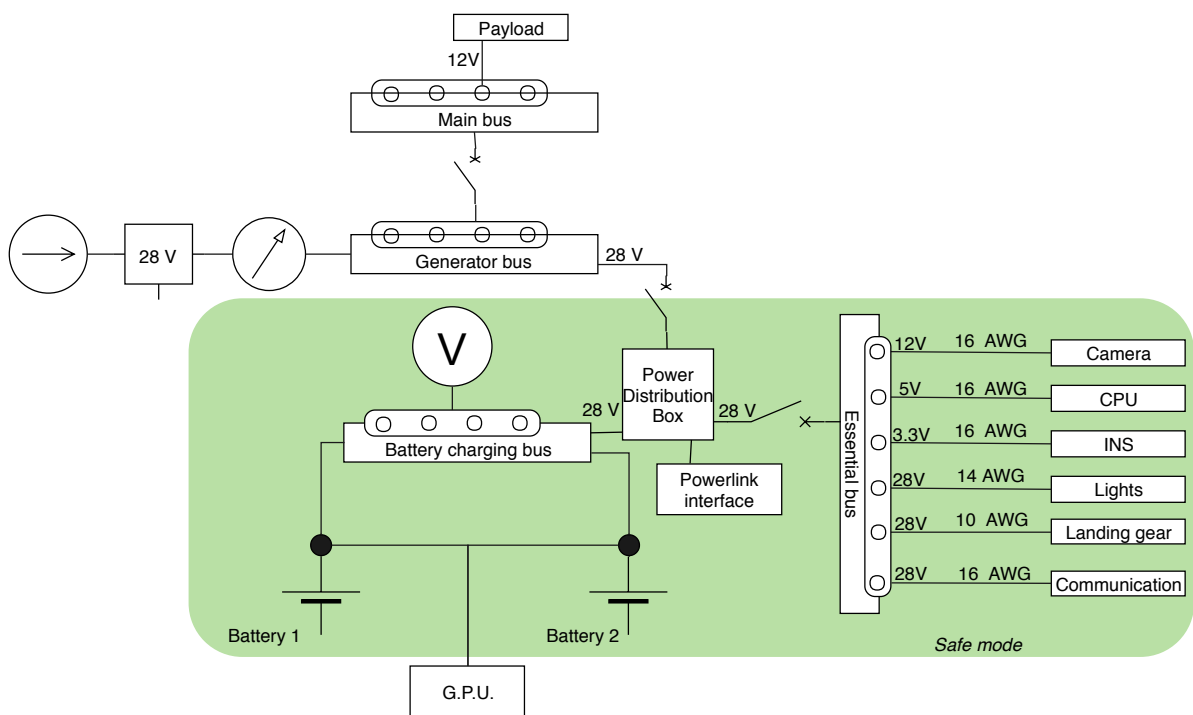 Payload
12V
Main bus
28 V
Generator bus
28 V
V
Power
Distribution
Box
28 V
28 V
Battery charging bus
Powerlink
interface
Essential bus
12V 16 AWG Camera
5V 16 AWG CPU
3.3V 16 AWG INS
28V 14 AWG Lights
28V 10 AWG Landing gear
28V 16 AWG Communication
Battery 1
Battery 2
Safe mode
G.P.U.